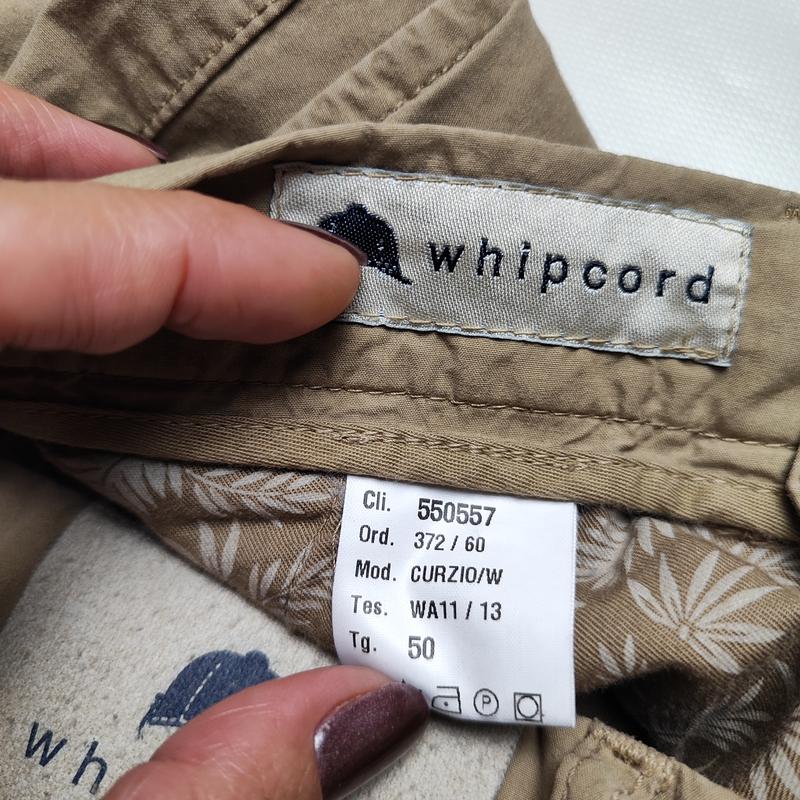 whipcord
Cli. 550557
Ord. 372 / 60
Mod. CURZIO/W
Tes. WA11 / 13
Tg. 50
P
wh